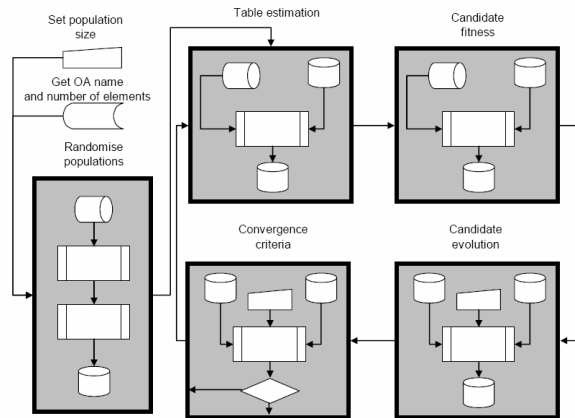 Set population
size
Get OA name
and number of elements
Randomise
populations
Table estimation
Candidate
fitness
Convergence
criteria
Candidate
evolution